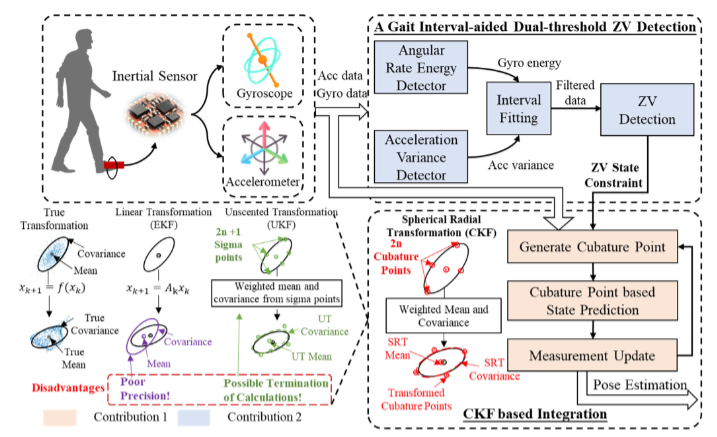 A Gait Interval-aided Dual-threshold ZV Detection
Inertial Sensor
Gyroscope
Accelerometer
Acc data
Gyro data
Angular
Rate Energy
Detector
Gyro energy
Interval
Fitting
Filtered
data
ZV
Detection
Acceleration
Variance
Detector
Acc variance
ZV State
Constraint
True
Transformation
Covariance
Mean
x_{k+1} = f(x_k)
True
Covariance
True
Mean
Linear Transformation
(EKF)
x_{k+1} = A_k x_k
Covariance
Mean
Unscented Transformation
(UKF)
2n +1
Sigma
points
Weighted mean and
covariance from sigma points
UT
Covariance
UT Mean
Disadvantages
Poor
Precision!
Possible Termination
of Calculations!
Spherical Radial
Transformation (CKF)
2n
Cubature
Points
Weighted Mean and
Covariance
SRT
Mean
SRT
Covariance
Transformed
Cubature Points
Generate Cubature Point
Cubature Point based
State Prediction
Measurement Update
Pose Estimation
CKF based Integration
Contribution 1
Contribution 2